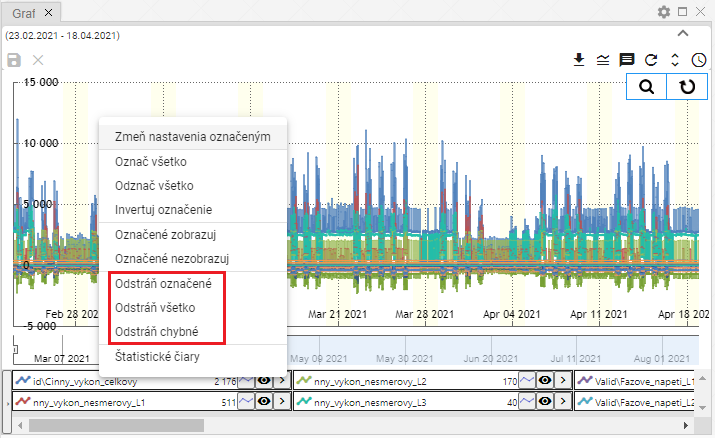 Graf
(23.02.2021 - 18.04.2021)
15 000
10 000
5 000
0
-5 000
Zmeň nastavenia označeným
Označ všetko
Odznač všetko
Invertuj označenie
Označené zobrazuj
Označené nezobrazuj
Odstráň označené
Odstráň všetko
Odstráň chybné
Štatistické čiary
Feb 28 202
Mar 21 2021
Mar 28 2021
Apr 04 2021
Apr 11 2021
Apr 18 202
Mar 07 2021
May 09 2021
May 30 2021
Jun 20 2021
Jul 11 2021
Aug 01 2021
id\Cinny_vykon_celkovy 2 176
nny_vykon_nesmerovy_L2 170
Valid\Fazove_napeti_L1
nny_vykon_nesmerovy_L1 511
nny_vykon_nesmerovy_L3 40
Valid\Fazove_napeti_L2